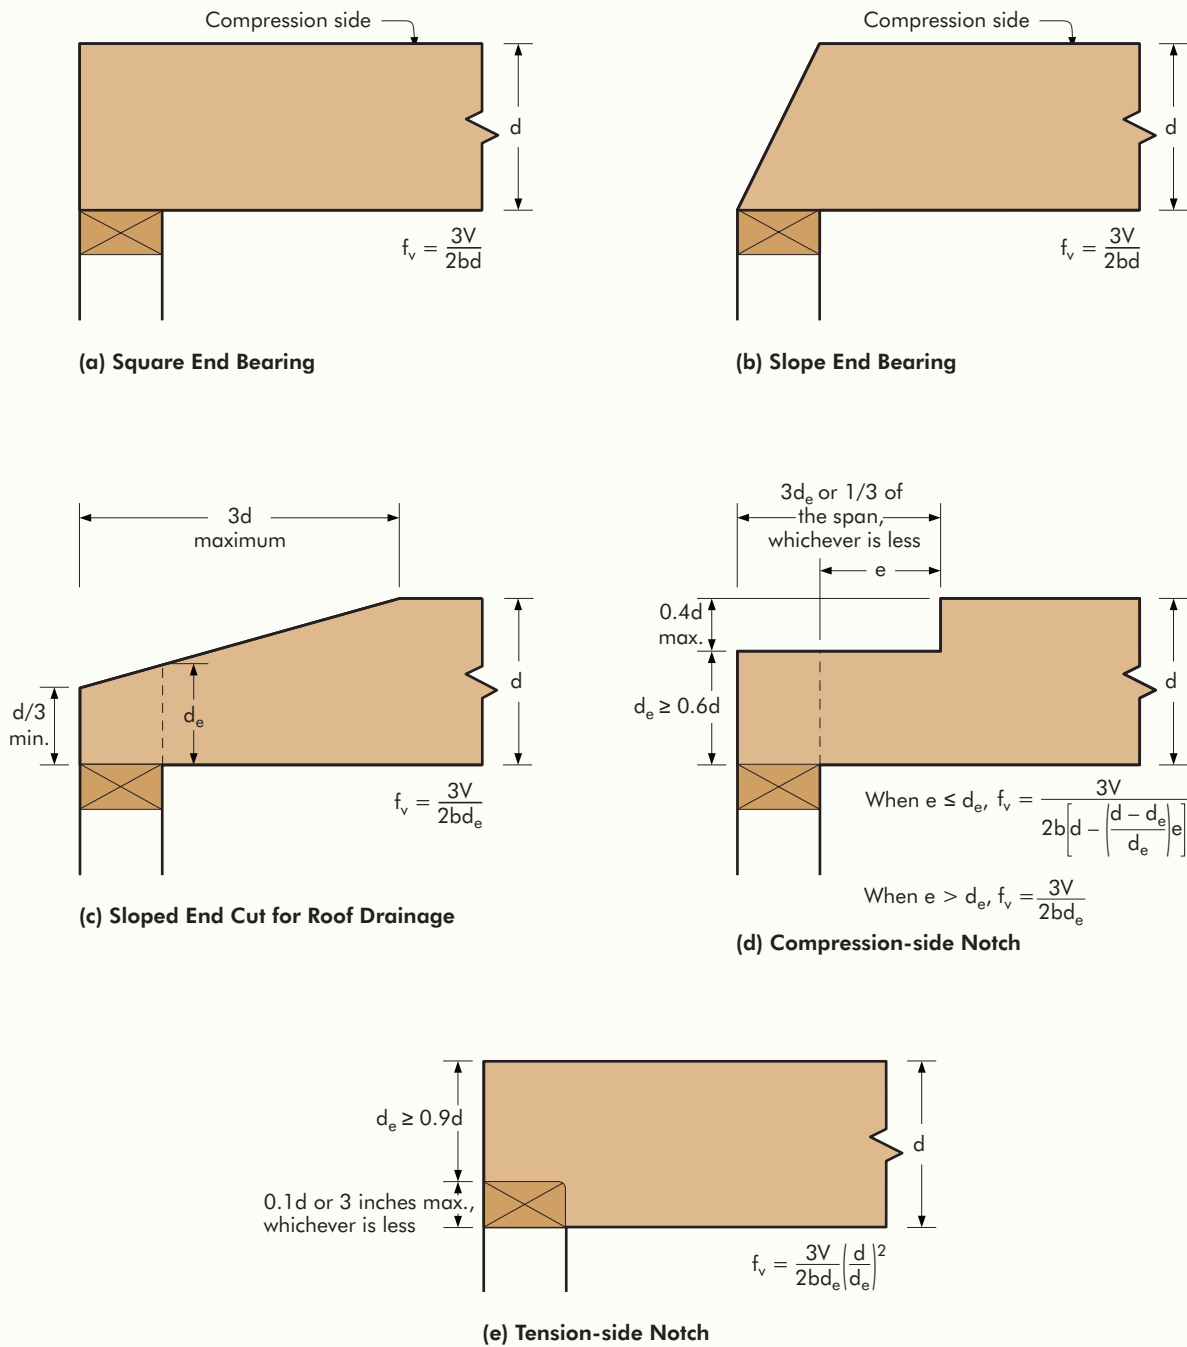 Compression side
d
f_v = 3V/2bd
(a) Square End Bearing
Compression side
d
f_v = 3V/2bd
(b) Slope End Bearing
3d
maximum
d/3
min.
d_e
d
f_v = 3V/2bd_e
(c) Sloped End Cut for Roof Drainage
3d_e or 1/3 of
the span,
whichever is less
e
0.4d
max.
d_e ≥ 0.6d
d
When e ≤ d_e, f_v = 3V/2b[d – ((d – d_e)/d_e)e]
When e > d_e, f_v = 3V/2bd_e
(d) Compression-side Notch
d_e ≥ 0.9d
d
0.1d or 3 inches max.,
whichever is less
f_v = 3V/2bd_e (d/d_e)²
(e) Tension-side Notch